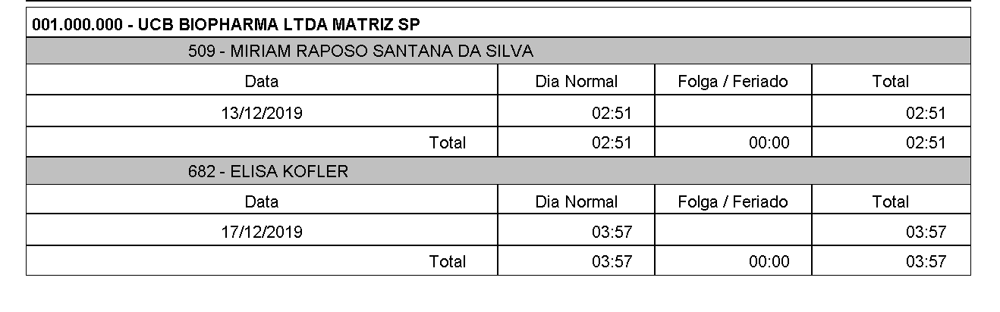 001.000.000 - UCB BIOPHARMA LTDA MATRIZ SP
509 - MIRIAM RAPOSO SANTANA DA SILVA
Data Dia Normal Folga / Feriado Total
13/12/2019 02:51 02:51
Total 02:51 00:00 02:51
682 - ELISA KOFLER
Data Dia Normal Folga / Feriado Total
17/12/2019 03:57 03:57
Total 03:57 00:00 03:57